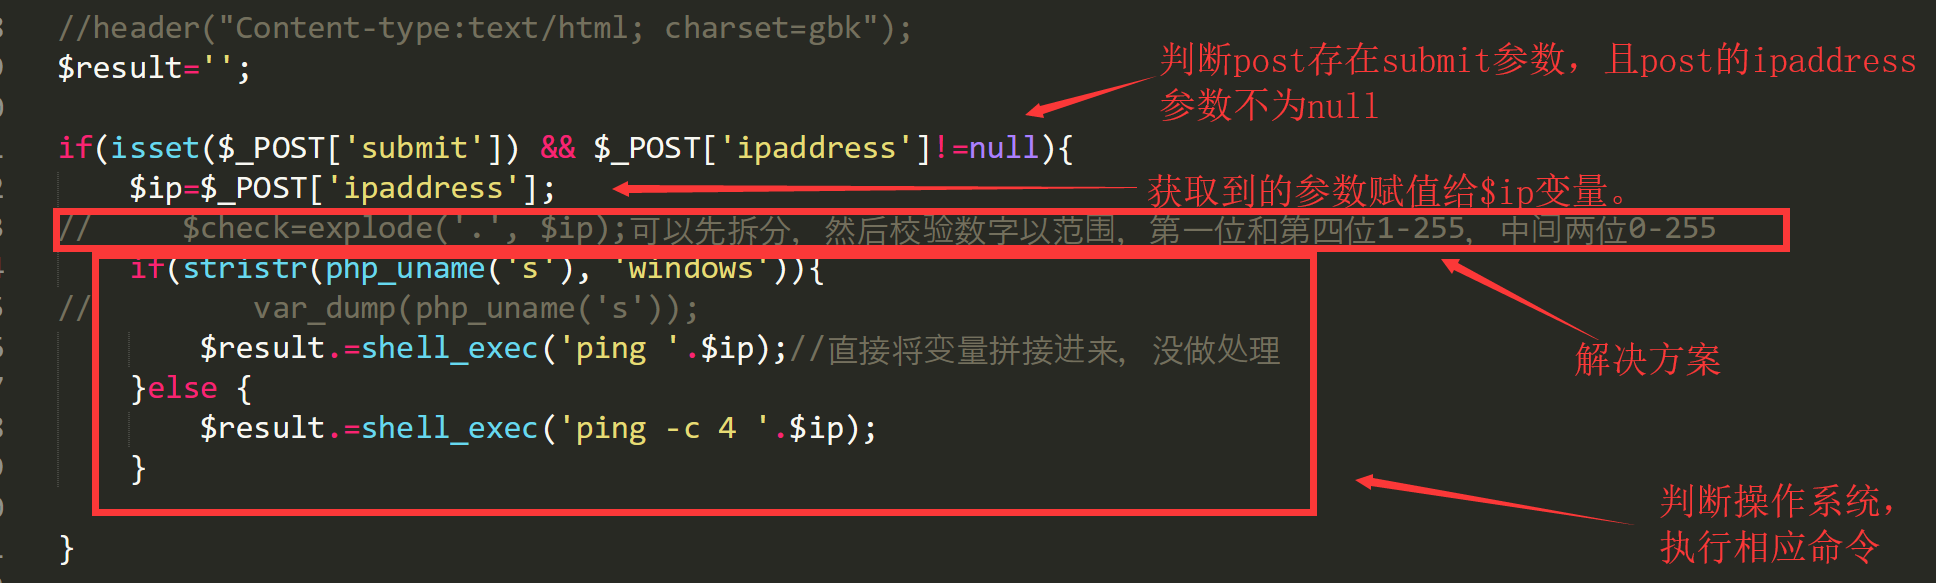 //header("Content-type:text/html; charset=gbk");
$result='';
判断post存在submit参数，且post的ipaddress
参数不为null
if(isset($_POST['submit']) && $_POST['ipaddress']!=null){
$ip=$_POST['ipaddress'];
获取到的参数赋值给$ip变量。
// $check=explode('.', $ip);可以先拆分，然后校验数字以范围，第一位和第四位1-255，中间两位0-255
if(stristr(php_uname('s'), 'windows')){
// var_dump(php_uname('s'));
$result.=shell_exec('ping '.$ip);//直接将变量拼接进来，没做处理
解决方案
}else {
$result.=shell_exec('ping -c 4 '.$ip);
}
判断操作系统，
执行相应命令
}